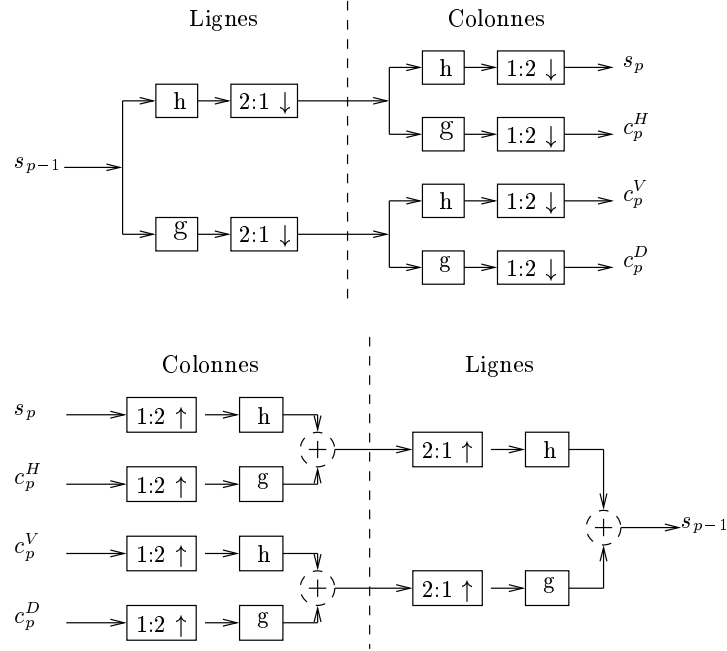 Lignes Colonnes
h 1:2 ↓ s_p
h 2:1 ↓
g 1:2 ↓ c_p^H
s_{p−1}
h 1:2 ↓ c_p^V
g 2:1 ↓
g 1:2 ↓ c_p^D
Colonnes Lignes
s_p 1:2 ↑ h
+ 2:1 ↑ h
c_p^H 1:2 ↑ g
+ s_{p−1}
c_p^V 1:2 ↑ h
+ 2:1 ↑ g
c_p^D 1:2 ↑ g